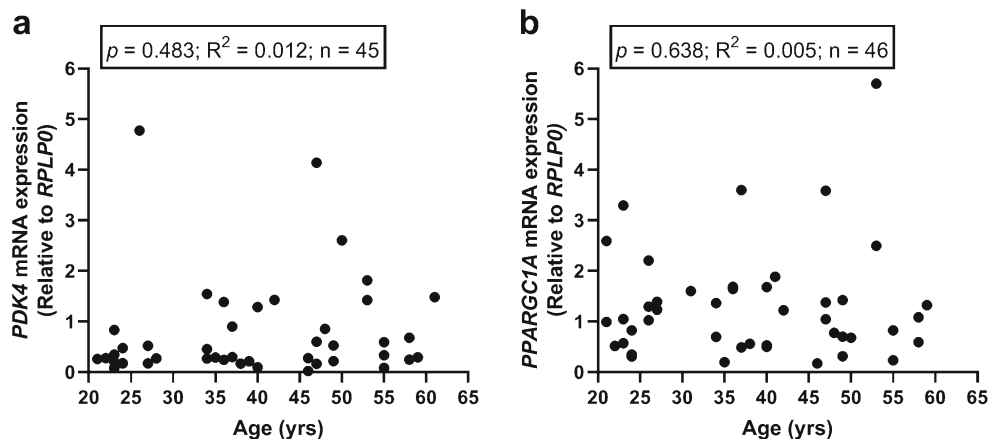 a
p = 0.483; R² = 0.012; n = 45
PDK4 mRNA expression
(Relative to RPLP0)
6
5
4
3
2
1
0
20 25 30 35 40 45 50 55 60 65
Age (yrs)
b
p = 0.638; R² = 0.005; n = 46
PPARGC1A mRNA expression
(Relative to RPLP0)
6
5
4
3
2
1
0
20 25 30 35 40 45 50 55 60 65
Age (yrs)